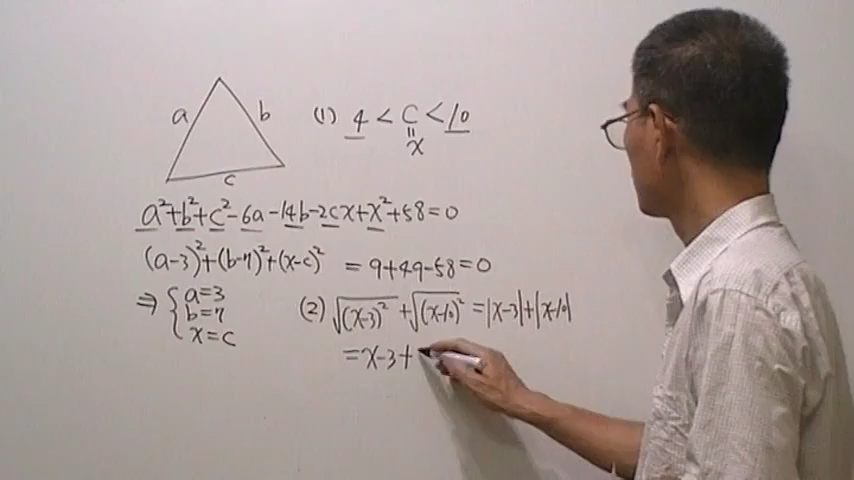 a
b
c
(1) 4 < C < 10
=
x
a²+b²+c²-6a-14b-2cx+x²+58=0
(a-3)²+(b-7)²+(x-c)² = 9+49-58=0
⇒ { a=3
b=7
x=c
(2) √(x-3)² + √(x-10)² = |x-3|+|x-10|
=x-3+